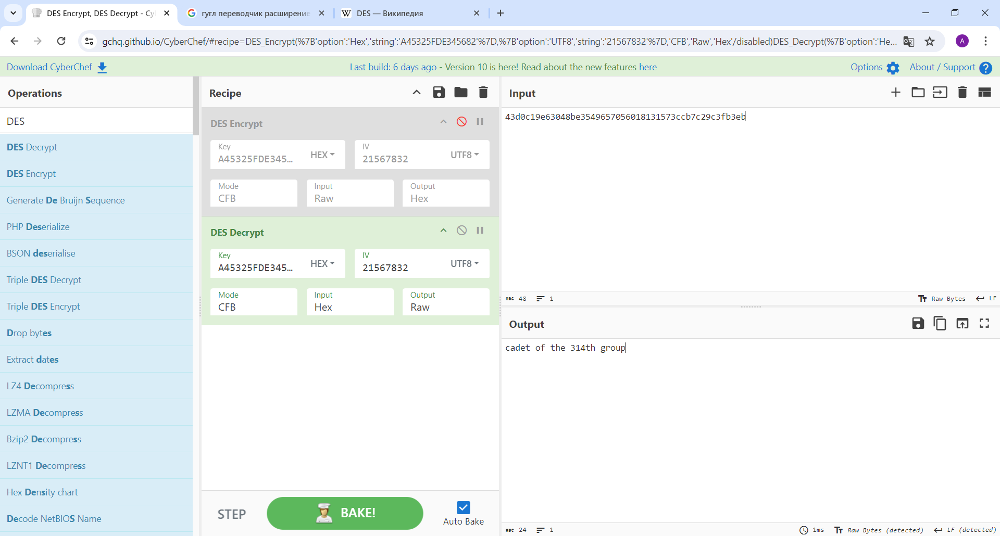 DES Encrypt, DES Decrypt - Cy
гугл переводчик расширение
W DES — Википедия
gchq.github.io/CyberChef/#recipe=DES_Encrypt(%7B'option':'Hex','string':'A45325FDE345682'%7D,%7B'option':'UTF8','string':'21567832'%7D,'CFB','Raw','Hex'/disabled)DES_Decrypt(%7B'option':'He...
A
Download CyberChef
Last build: 6 days ago - Version 10 is here! Read about the new features here
Options
About / Support ?
Operations
DES
DES Decrypt
DES Encrypt
Generate De Bruijn Sequence
PHP Deserialize
BSON deserialise
Triple DES Decrypt
Triple DES Encrypt
Drop bytes
Extract dates
LZ4 Decompress
LZMA Decompress
Bzip2 Decompress
LZNT1 Decompress
Hex Density chart
Decode NetBIOS Name
Recipe
DES Encrypt
Key
A45325FDE345...
HEX
IV
21567832
UTF8
Mode
CFB
Input
Raw
Output
Hex
DES Decrypt
Key
A45325FDE345...
HEX
IV
21567832
UTF8
Mode
CFB
Input
Hex
Output
Raw
STEP
BAKE!
Auto Bake
Input
43d0c19e63048be3549657056018131573ccb7c29c3fb3eb
ABC 48
1
Tт Raw Bytes
LF
Output
cadet of the 314th group
ABC 24
1
1ms
Tт Raw Bytes (detected)
LF (detected)